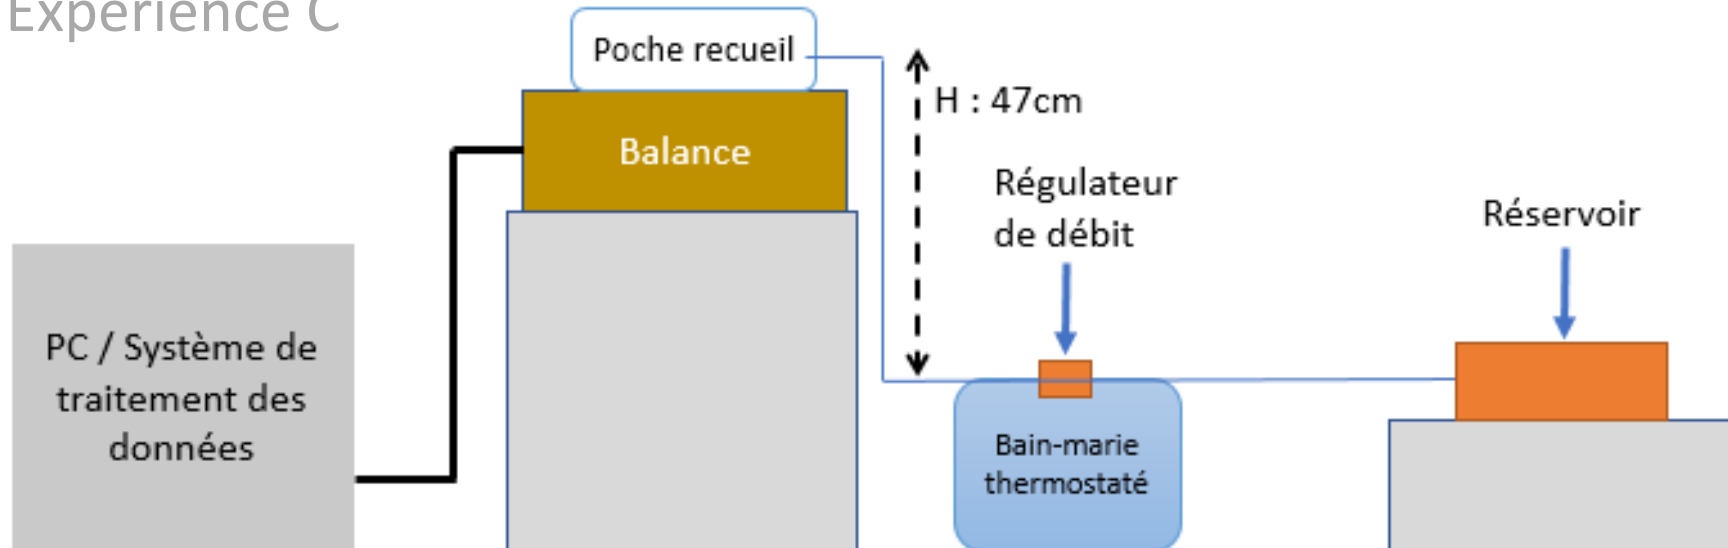 Expérience C
Poche recueil
H : 47cm
Balance
Régulateur
de débit
Réservoir
PC / Système de
traitement des
données
Bain-marie
thermostaté